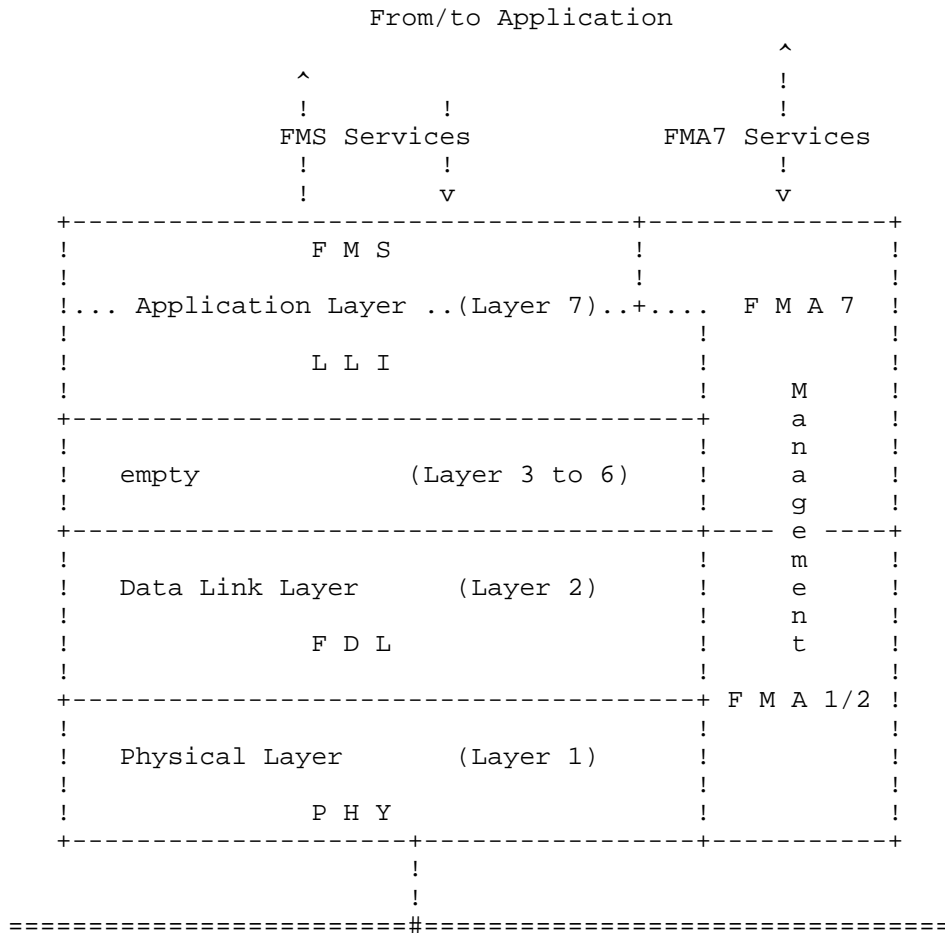 From/to Application
^
^ !
! ! !
FMS Services FMA7 Services
! ! !
! v v
+-----------------------------------+---------------+
! F M S ! !
! ! !
!... Application Layer ..(Layer 7)..+.... F M A 7 !
! ! !
! L L I ! !
! ! M !
+---------------------------------------+ a !
! ! n !
! empty (Layer 3 to 6) ! a !
! ! g !
+---------------------------------------+---- e ----+
! ! m !
! Data Link Layer (Layer 2) ! e !
! ! n !
! F D L ! t !
! ! !
+---------------------------------------+ F M A 1/2 !
! ! !
! Physical Layer (Layer 1) ! !
! ! !
! P H Y ! !
+---------------------+-----------------+-----------+
!
!
=========================#=================================